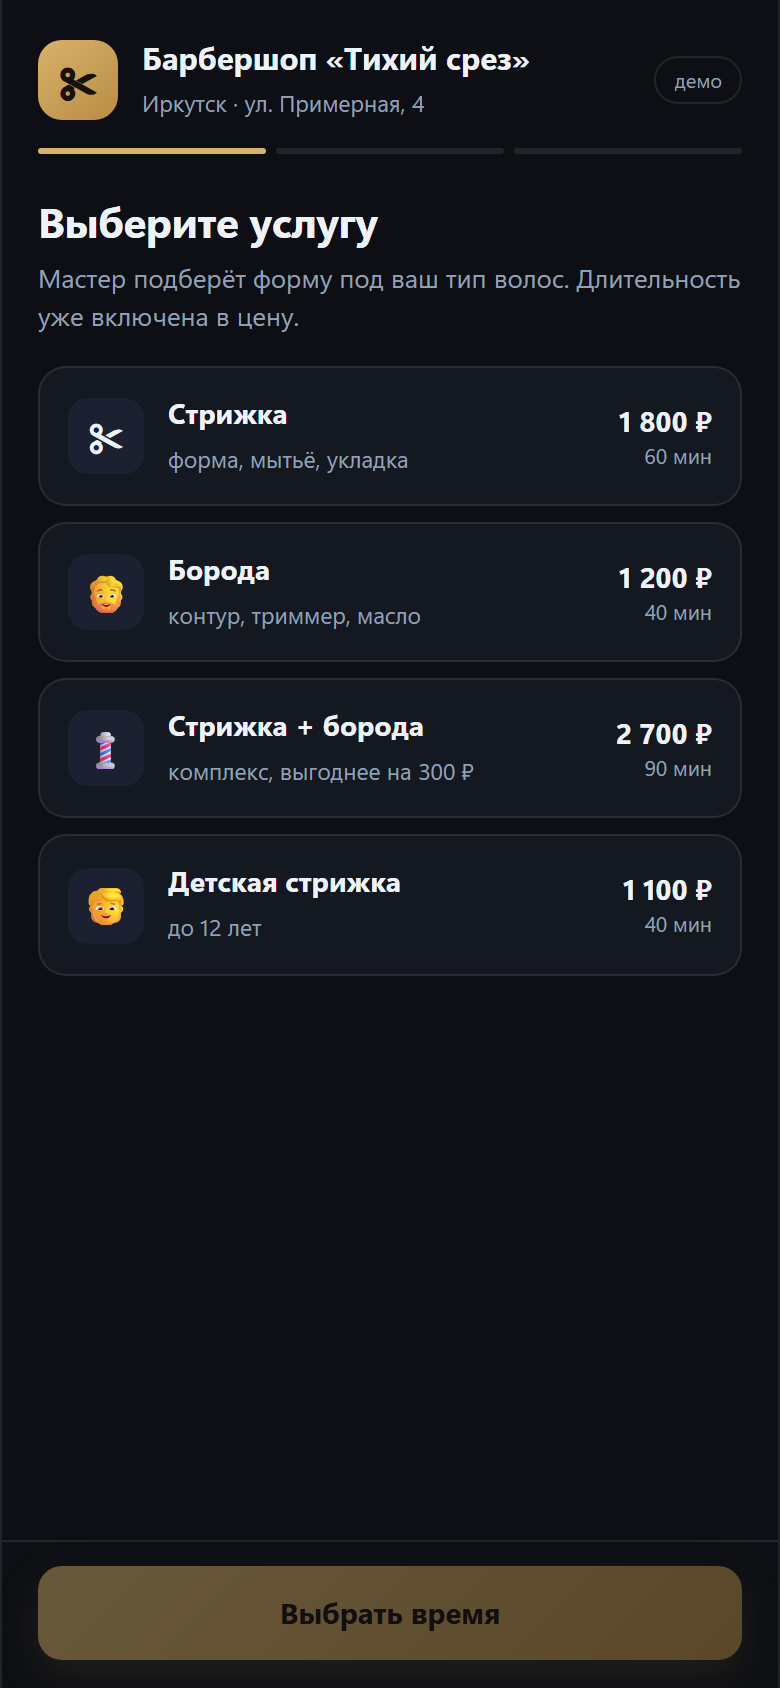 Барбершоп «Тихий срез»
Иркутск · ул. Примерная, 4
демо
Выберите услугу
Мастер подберёт форму под ваш тип волос. Длительность
уже включена в цену.
Стрижка
форма, мытьё, укладка
1 800 ₽
60 мин
Борода
контур, триммер, масло
1 200 ₽
40 мин
Стрижка + борода
комплекс, выгоднее на 300 ₽
2 700 ₽
90 мин
Детская стрижка
до 12 лет
1 100 ₽
40 мин
Выбрать время